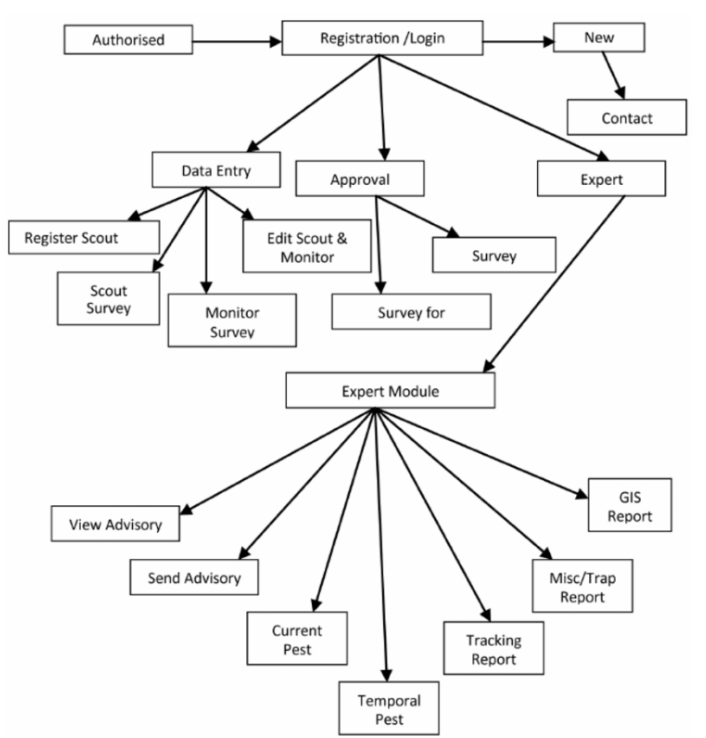 Authorised
Registration /Login
New
Contact
Data Entry
Approval
Expert
Register Scout
Edit Scout &
Monitor
Survey
Scout
Survey
Monitor
Survey
Survey for
Expert Module
View Advisory
GIS
Report
Send Advisory
Misc/Trap
Report
Current
Pest
Tracking
Report
Temporal
Pest